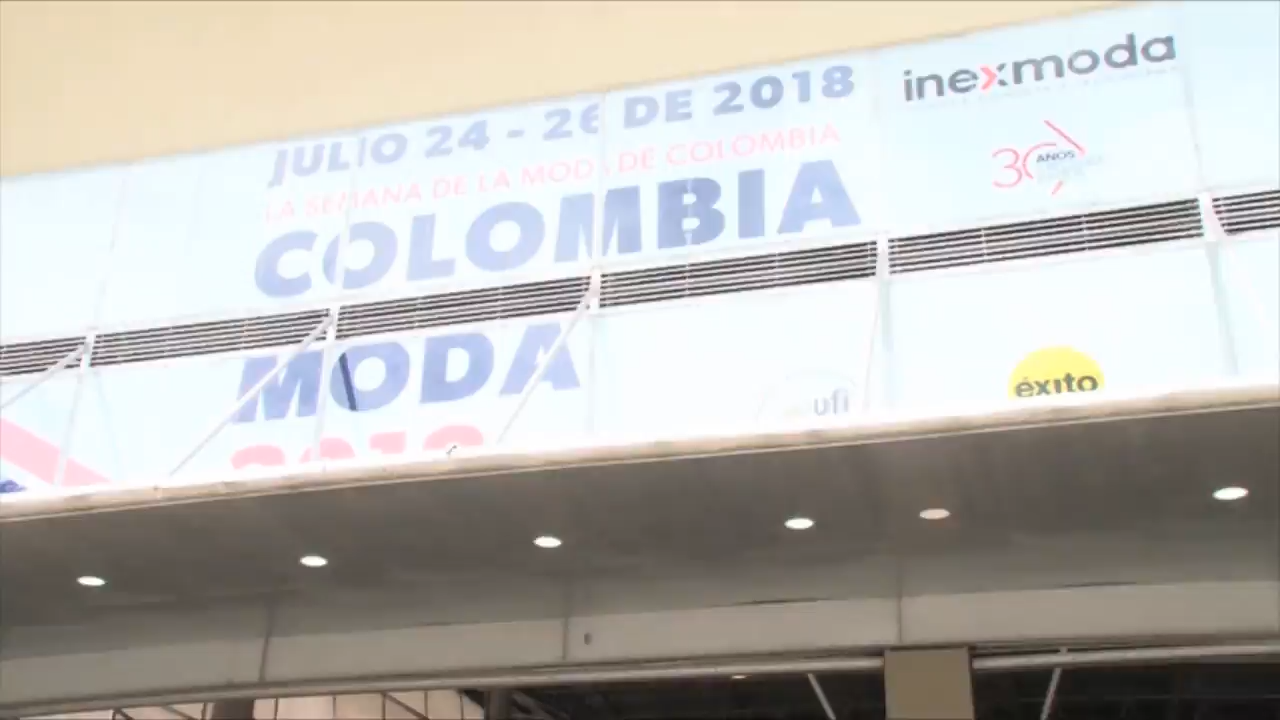 JULIO 24 - 26 DE 2018
LA SEMANA DE LA MODA DE COLOMBIA
COLOMBIA
MODA
2018
inexmoda
30 AÑOS
ufi
éxito